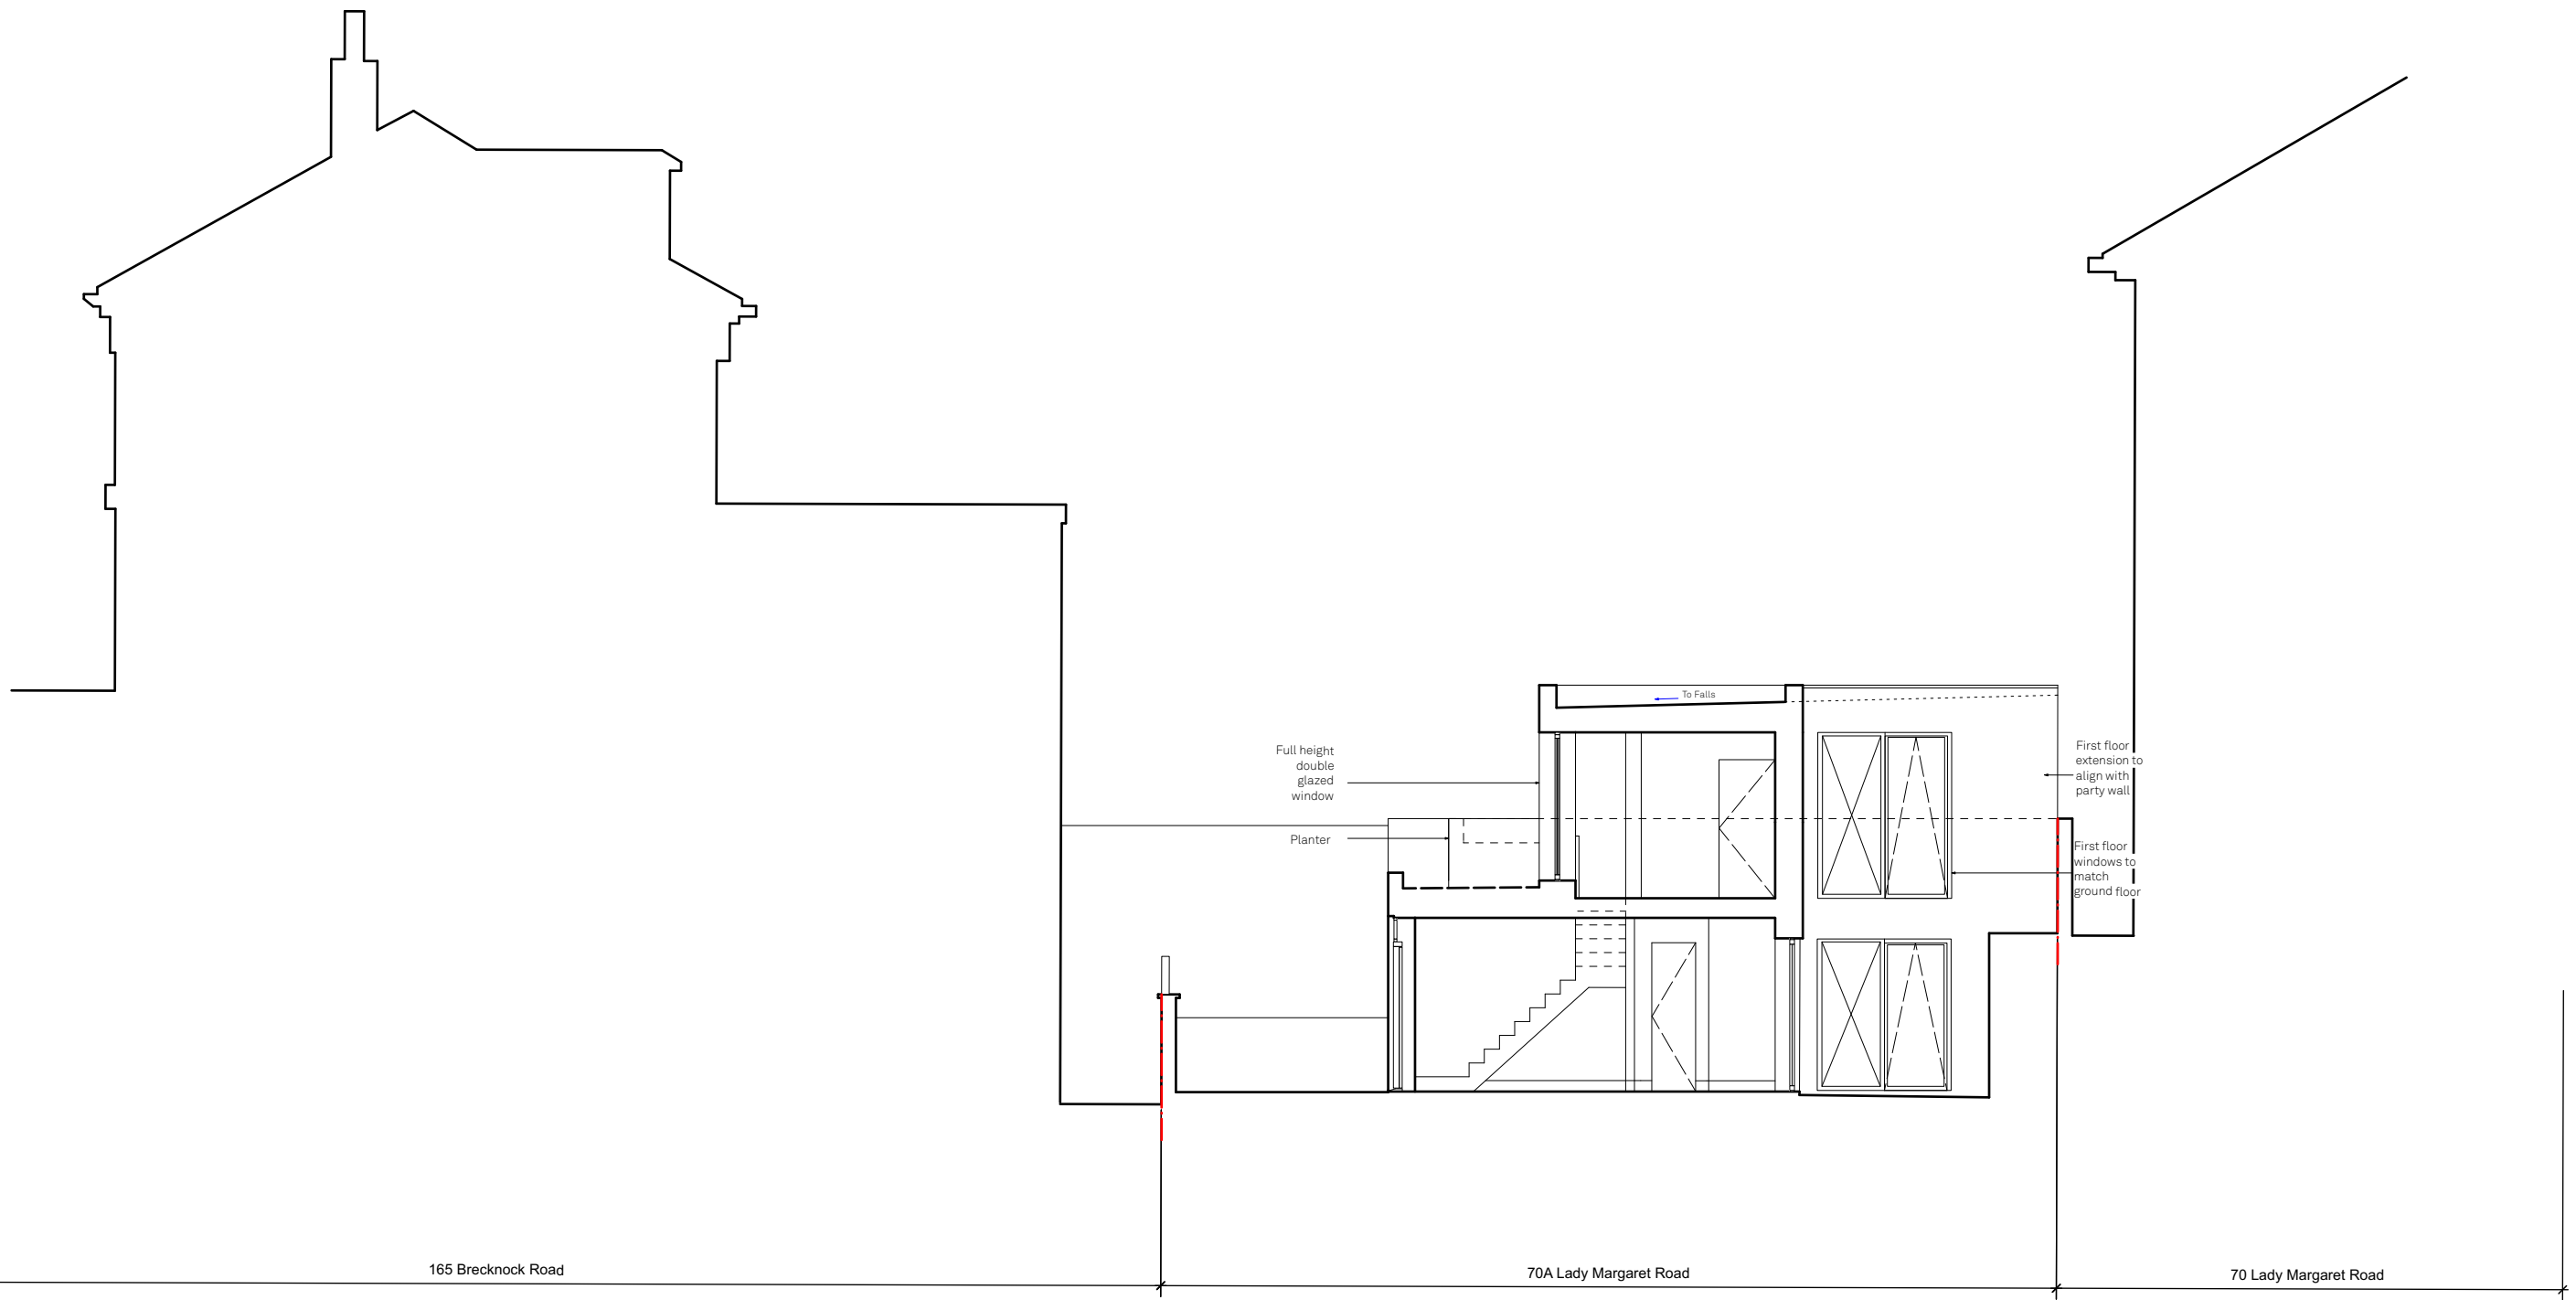 To Falls
Full height
double
glazed
window
Planter
First floor
extension to
align with
party wall
First floor
windows to
match
ground floor
165 Brecknock Road
70A Lady Margaret Road
70 Lady Margaret Road